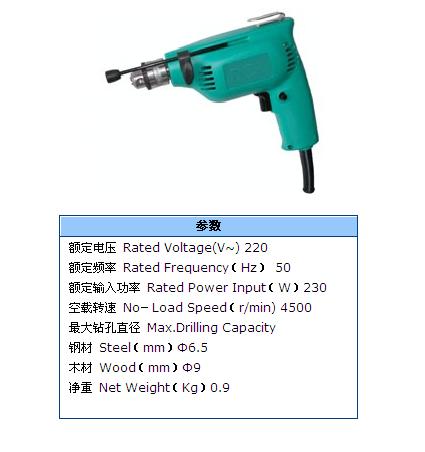 参数
额定电压 Rated Voltage(V~) 220
额定频率 Rated Frequency(Hz) 50
额定输入功率 Rated Power Input(W)230
空载转速 No-Load Speed(r/min) 4500
最大钻孔直径 Max.Drilling Capacity
钢材 Steel(mm)Φ6.5
木材 Wood(mm)Φ9
净重 Net Weight(Kg)0.9